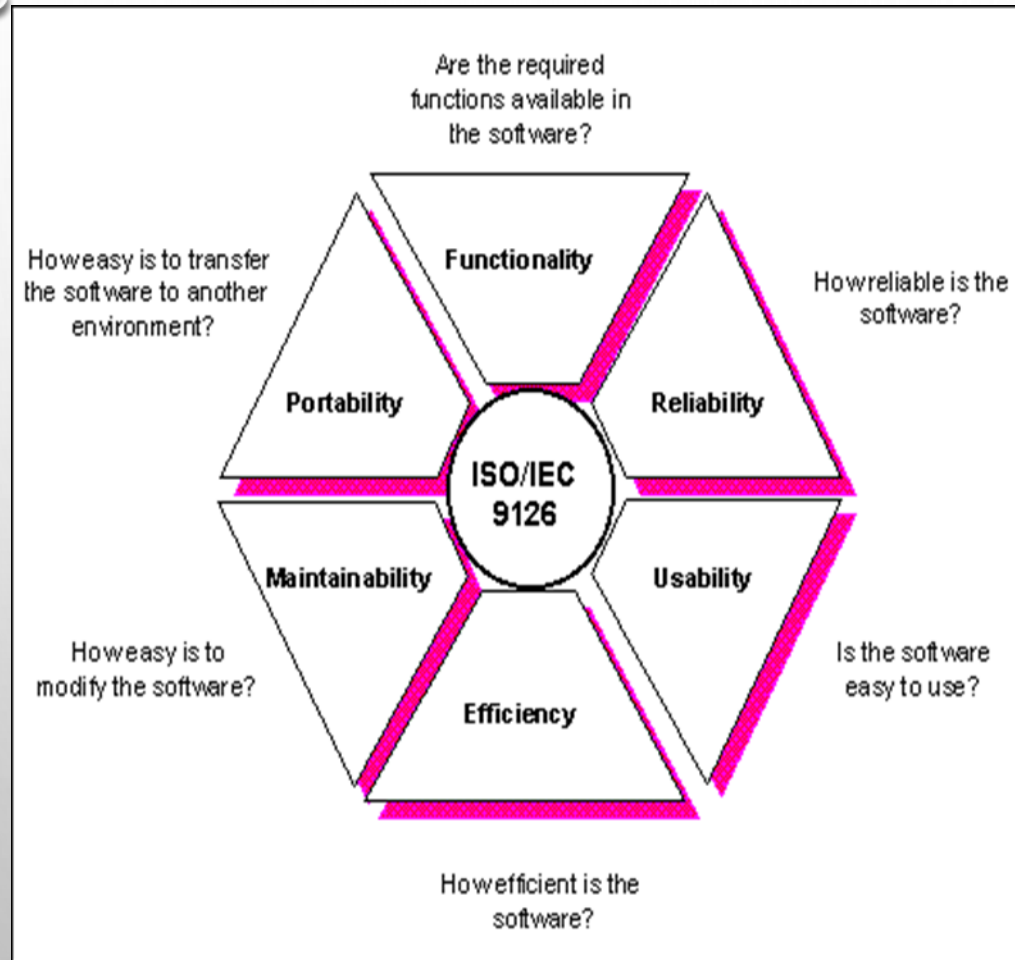 Are the required
functions available in
the software?
Functionality
How easy is to transfer
the software to another
environment?
How reliable is the
software?
Portability
Reliability
ISO/IEC
9126
Maintainability
Usability
How easy is to
modify the software?
Is the software
easy to use?
Efficiency
How efficient is the
software?